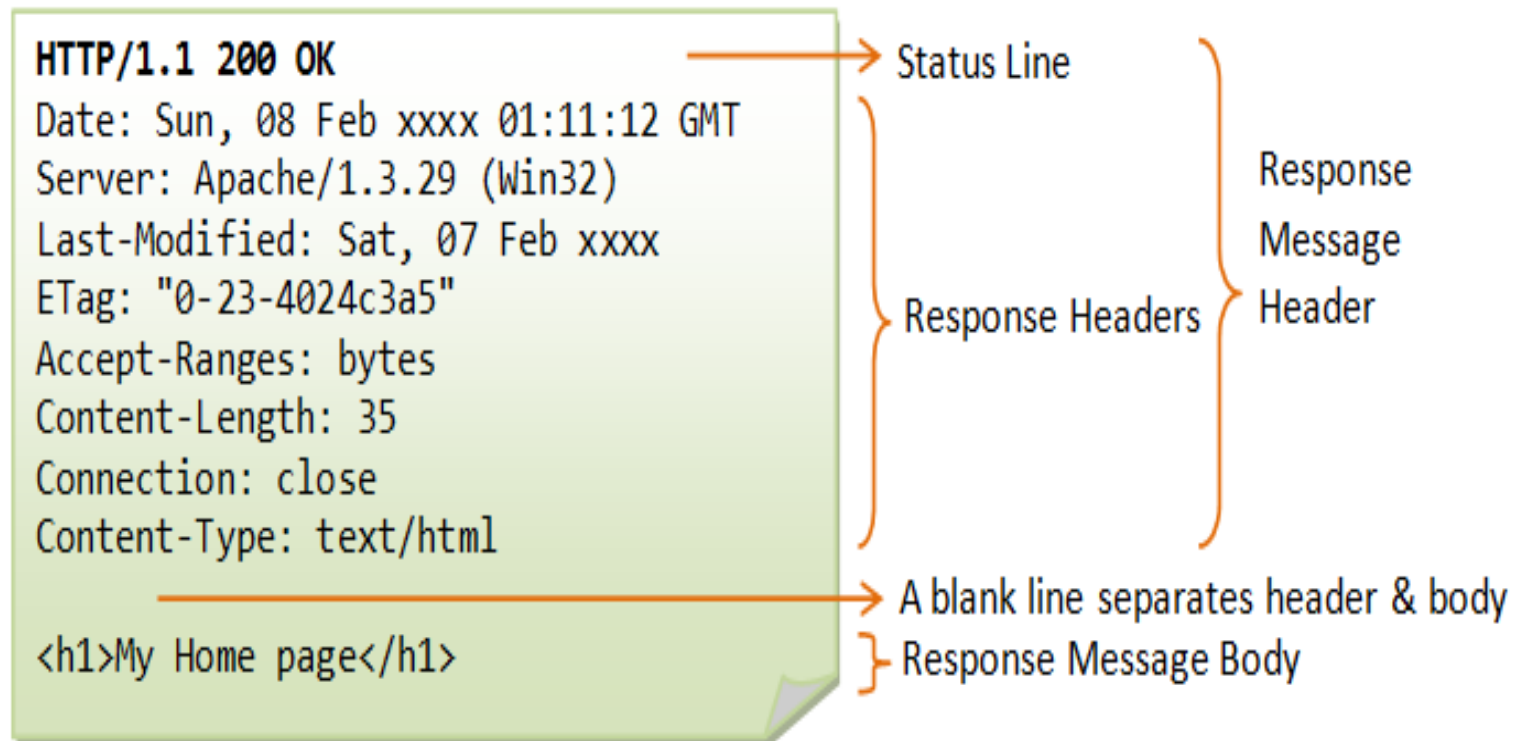 HTTP/1.1 200 OK
Date: Sun, 08 Feb xxxx 01:11:12 GMT
Server: Apache/1.3.29 (Win32)
Last-Modified: Sat, 07 Feb xxxx
ETag: "0-23-4024c3a5"
Accept-Ranges: bytes
Content-Length: 35
Connection: close
Content-Type: text/html
<h1>My Home page</h1>
Status Line
Response Headers
Response
Message
Header
A blank line separates header & body
Response Message Body